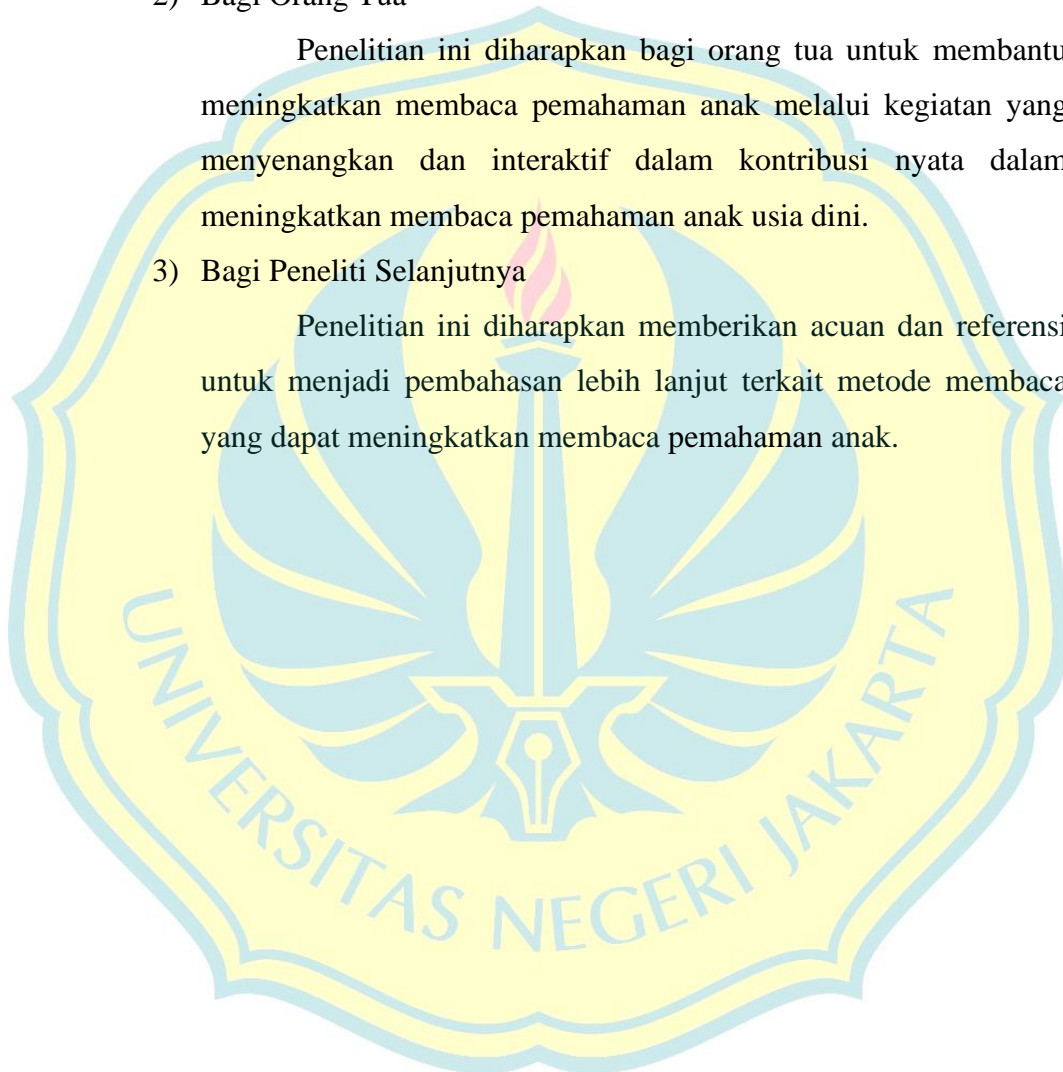 2) Bagi Orang Tua
Penelitian ini diharapkan bagi orang tua untuk membantu
meningkatkan membaca pemahaman anak melalui kegiatan yang
menyenangkan dan interaktif dalam kontribusi nyata dalam
meningkatkan membaca pemahaman anak usia dini.
3) Bagi Peneliti Selanjutnya
Penelitian ini diharapkan memberikan acuan dan referensi
untuk menjadi pembahasan lebih lanjut terkait metode membaca
yang dapat meningkatkan membaca pemahaman anak.
UNIVERSITAS NEGERI JAKARTA